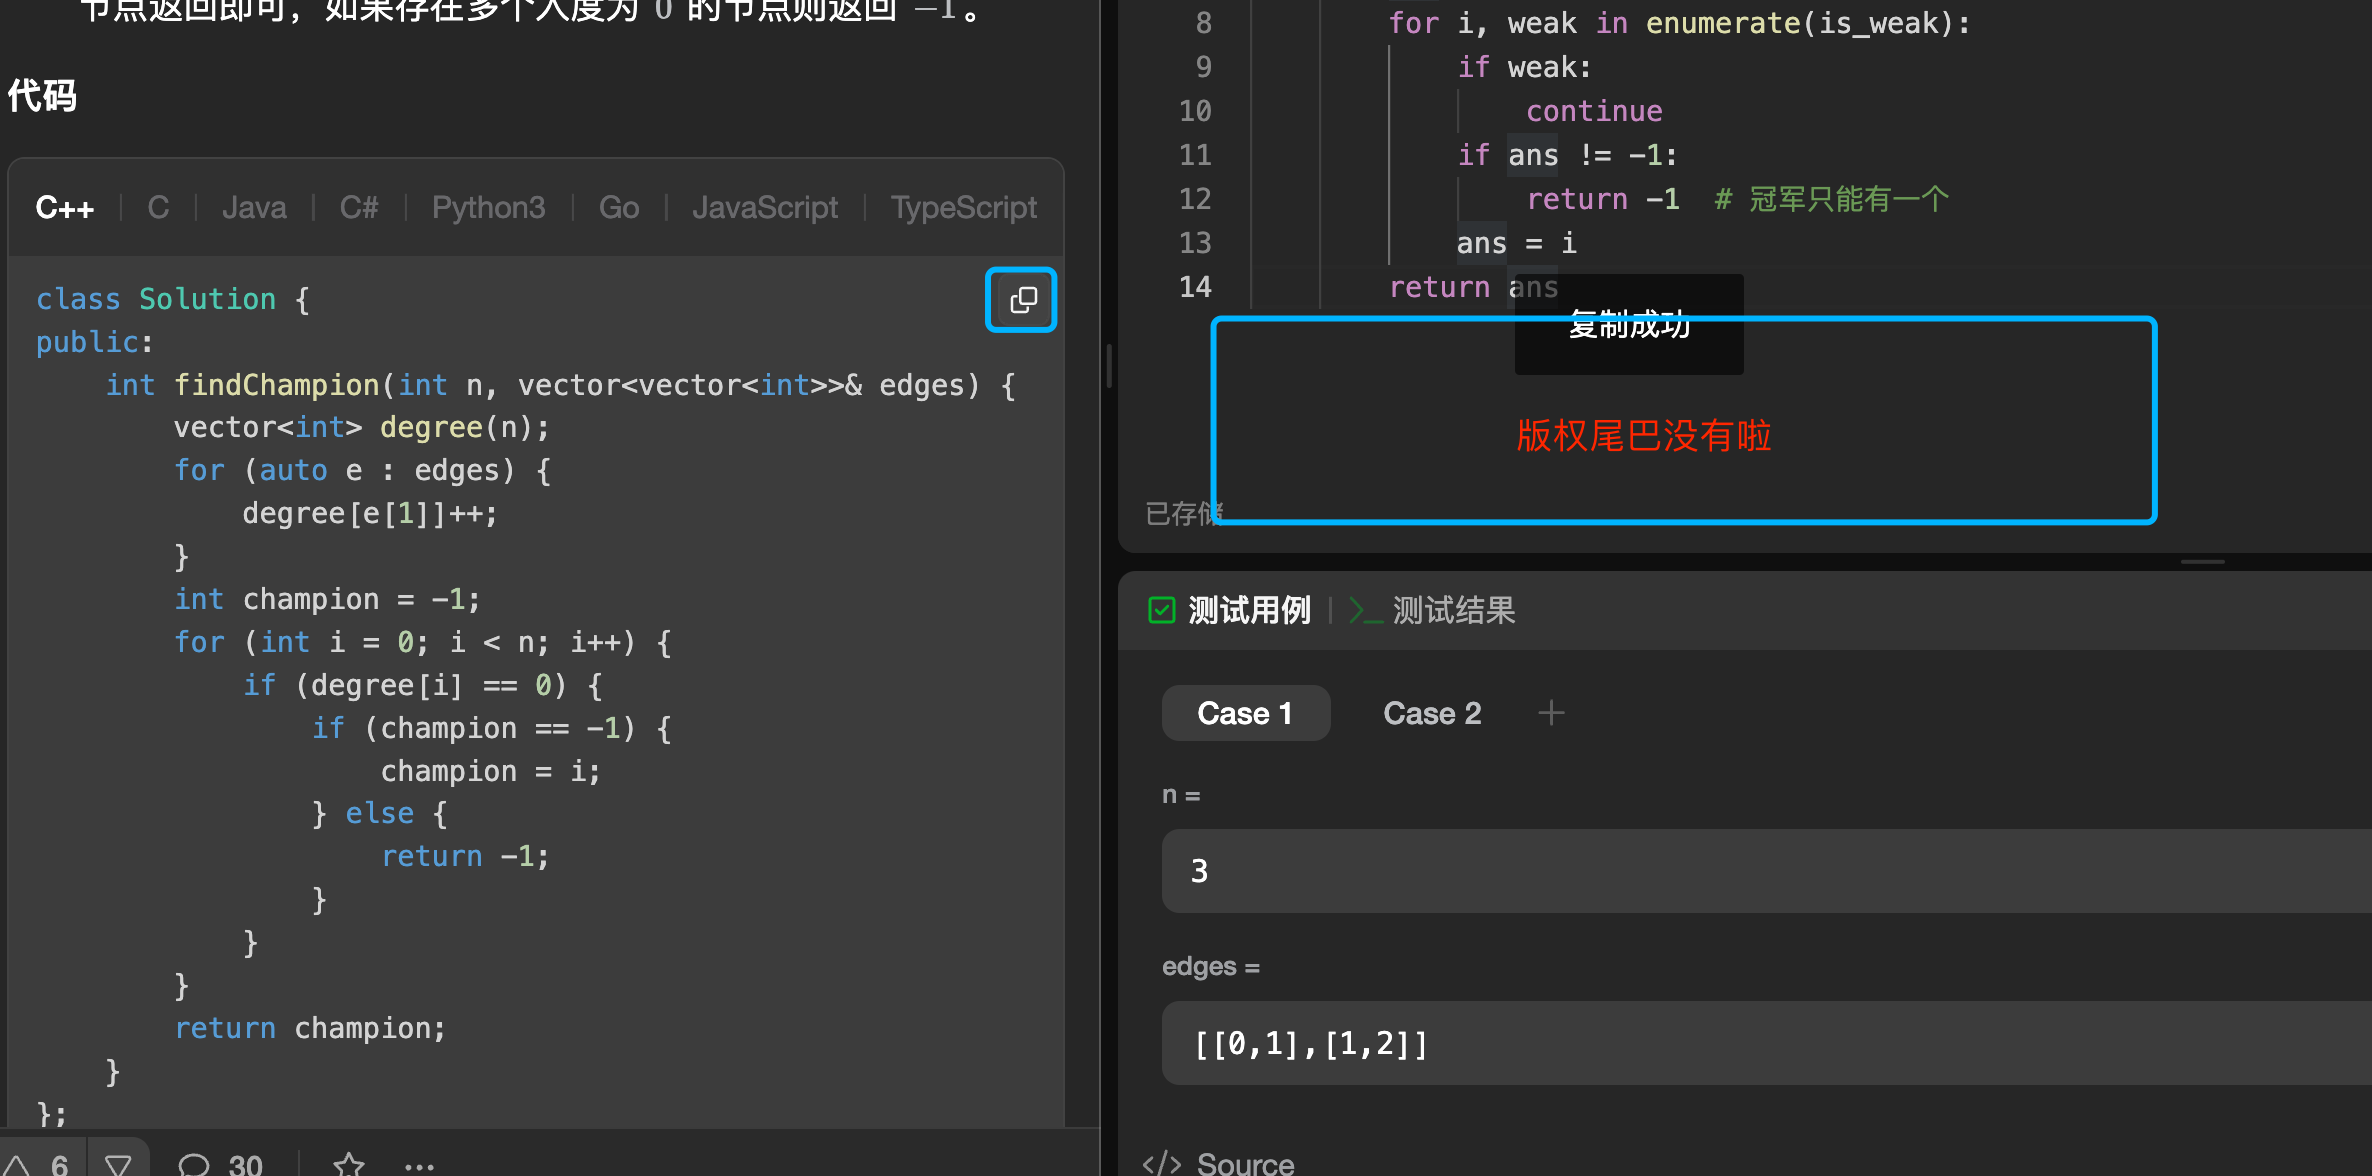 节点返回即可，如果存在多个入度为 0 的节点则返回 −1。
代码
C++ | C | Java | C# | Python3 | Go | JavaScript | TypeScript
class Solution {
public:
    int findChampion(int n, vector<vector<int>>& edges) {
        vector<int> degree(n);
        for (auto e : edges) {
            degree[e[1]]++;
        }
        int champion = -1;
        for (int i = 0; i < n; i++) {
            if (degree[i] == 0) {
                if (champion == -1) {
                    champion = i;
                } else {
                    return -1;
                }
            }
        }
        return champion;
    }
};
6
30
8 for i, weak in enumerate(is_weak):
9 if weak:
10 continue
11 if ans != -1:
12 return -1 # 冠军只能有一个
13 ans = i
14 return ans
复制成功
版权尾巴没有啦
已存储
测试用例 | >_ 测试结果
Case 1 Case 2 +
n =
3
edges =
[[0,1],[1,2]]
</> Source